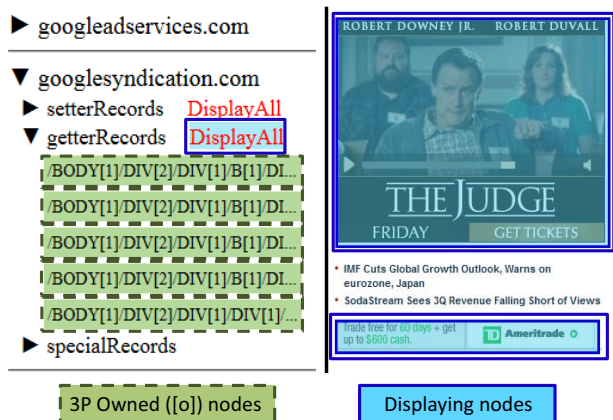 ▶ googleadservices.com
▼ googlesyndication.com
▶ setterRecords DisplayAll
▼ getterRecords DisplayAll
/BODY[1]/DIV[2]/DIV[1]/B[1]/DI...
/BODY[1]/DIV[2]/DIV[1]/B[1]/DI...
/BODY[1]/DIV[2]/DIV[1]/B[1]/DI...
/BODY[1]/DIV[2]/DIV[1]/B[1]/DI...
/BODY[1]/DIV[2]/DIV[1]/DIV[1]/...
▶ specialRecords
3P Owned ([o]) nodes
ROBERT DOWNEY JR. ROBERT DUVALL
THE JUDGE
FRIDAY GET TICKETS
• IMF Cuts Global Growth Outlook, Warns on
eurozone, Japan
• SodaStream Sees 3Q Revenue Falling Short of Views
Trade free for 60 days + get
up to $600 cash.
TD Ameritrade
Displaying nodes